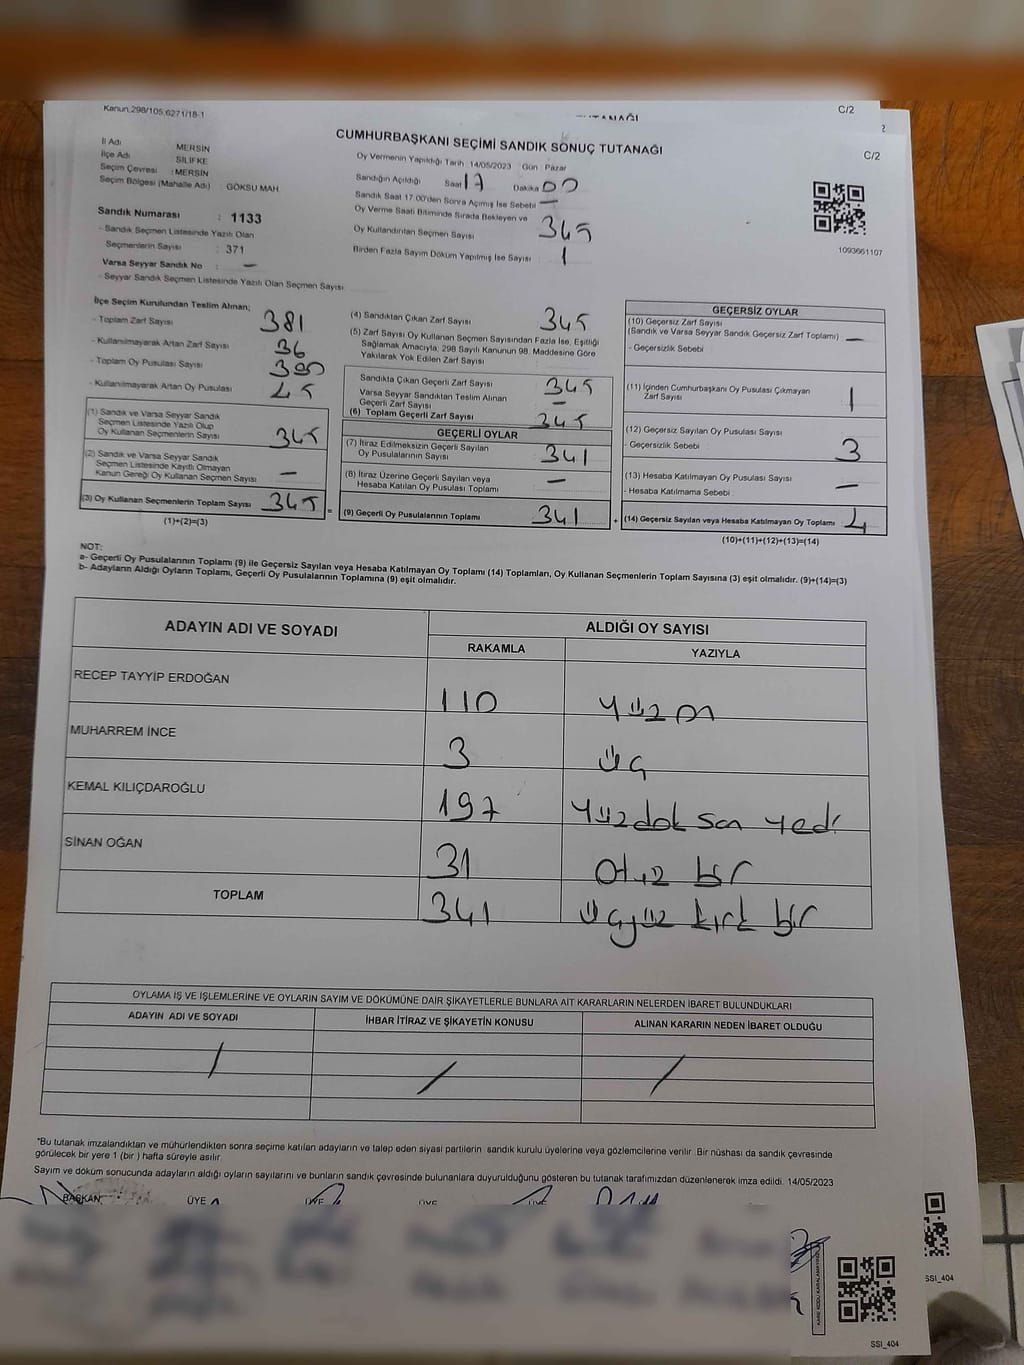 Kanun.298/105,6271/18-1
TUTANAĞI
C/2
2
CUMHURBAŞKANI SEÇİMİ SANDIK SONUÇ TUTANAĞI
C/2
İl Adı MERSİN
İlçe Adı SİLİFKE
Seçim Çevresi : MERSİN
Seçim Bölgesi (Mahalle Adı) GÖKSU MAH
Sandık Numarası : 1133
- Sandık Seçmen Listesinde Yazılı Olan
Seçmenlerin Sayısı : 371
Varsa Seyyar Sandık No : -
- Seyyar Sandık Seçmen Listesinde Yazılı Olan Seçmen Sayısı
Oy Vermenin Yapıldığı Tarih 14/05/2023 Gün Pazar
Sandığın Açıldığı Saat 17 Dakika 00
Sandık Saat 17:00'den Sonra Açımış İse Sebebi -
Oy Verme Saati Bitiminde Sırada Bekleyen ve
Oy Kullandırılan Seçmen Sayısı 345
Birden Fazla Sayım Döküm Yapılmış İse Sayısı 1
1093661107
İlçe Seçim Kurulundan Teslim Alınan;
- Toplam Zarf Sayısı 381
- Kullanılmayarak Artan Zarf Sayısı 36
- Toplam Oy Pusulası Sayısı 390
- Kullanılmayarak Artan Oy Pusulası 45
(1) Sandık ve Varsa Seyyar Sandık
Seçmen Listesinde Yazılı Olup
Oy Kullanan Seçmenlerin Sayısı 345
(2) Sandık ve Varsa Seyyar Sandık
Seçmen Listesinde Kayıtlı Olmayan
Kanun Gereği Oy Kullanan Seçmen Sayısı -
(3) Oy Kullanan Seçmenlerin Toplam Sayısı 345 =
(1)+(2)=(3)
(4) Sandıktan Çıkan Zarf Sayısı 345
(5) Zarf Sayısı Oy Kullanan Seçmen Sayısından Fazla İse, Eşitliği
Sağlamak Amacıyla, 298 Sayılı Kanunun 98. Maddesine Göre
Yakılarak Yok Edilen Zarf Sayısı
Sandıkta Çıkan Geçerli Zarf Sayısı 345
Varsa Seyyar Sandıktan Teslim Alınan
Geçerli Zarf Sayısı -
(6) Toplam Geçerli Zarf Sayısı 345
GEÇERLİ OYLAR
(7) İtiraz Edilmeksizin Geçerli Sayılan
Oy Pusulalarının Sayısı 341
(8) İtiraz Üzerine Geçerli Sayılan veya
Hesaba Katılan Oy Pusulası Toplamı -
(9) Geçerli Oy Pusulalarının Toplamı 341 +
GEÇERSİZ OYLAR
(10) Geçersiz Zarf Sayısı
(Sandık ve Varsa Seyyar Sandık Geçersiz Zarf Toplamı) -
- Geçersizlik Sebebi
(11) İçinden Cumhurbaşkanı Oy Pusulası Çıkmayan
Zarf Sayısı 1
(12) Geçersiz Sayılan Oy Pusulası Sayısı
- Geçersizlik Sebebi 3
(13) Hesaba Katılmayan Oy Pusulası Sayısı
- Hesaba Katılmama Sebebi -
(14) Geçersiz Sayılan veya Hesaba Katılmayan Oy Toplamı 4
(10)+(11)+(12)+(13)=(14)
NOT:
a- Geçerli Oy Pusulalarının Toplamı (9) ile Geçersiz Sayılan veya Hesaba Katılmayan Oy Toplamı (14) Toplamları, Oy Kullanan Seçmenlerin Toplam Sayısına (3) eşit olmalıdır. (9)+(14)=(3)
b- Adayların Aldığı Oyların Toplamı, Geçerli Oy Pusulalarının Toplamına (9) eşit olmalıdır.
ADAYIN ADI VE SOYADI ALDIĞI OY SAYISI
RAKAMLA YAZIYLA
RECEP TAYYİP ERDOĞAN 110 yüz on
MUHARREM İNCE 3 üç
KEMAL KILIÇDAROĞLU 197 yüzdoksan yedi
SİNAN OĞAN 31 otuz bir
TOPLAM 341 üçyüz kırk bir
OYLAMA İŞ VE İŞLEMLERİNE VE OYLARIN SAYIM VE DÖKÜMÜNE DAİR ŞİKAYETLERLE BUNLARA AİT KARARLARIN NELERDEN İBARET BULUNDUKLARI
ADAYIN ADI VE SOYADI İHBAR İTİRAZ VE ŞİKAYETİN KONUSU ALINAN KARARIN NEDEN İBARET OLDUĞU
/ / /
*Bu tutanak imzalandıktan ve mühürlendikten sonra seçime katılan adayların ve talep eden siyasi partilerin sandık kurulu üyelerine veya gözlemcilerine verilir. Bir nüshası da sandık çevresinde
görülecek bir yere 1 (bir) hafta süreyle asılır.
Sayım ve döküm sonucunda adayların aldığı oyların sayılarını ve bunların sandık çevresinde bulunanlara duyurulduğunu gösteren bu tutanak tarafımızdan düzenlenerek imza edildi. 14/05/2023
BAŞKAN ÜYE ÜYE ÜYE ÜYE
SSI_404
SSI_404